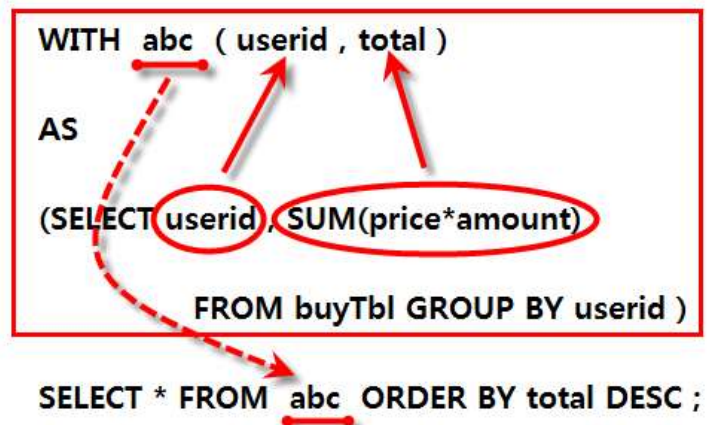 WITH abc ( userid , total )
AS
(SELECT userid , SUM(price*amount)
FROM buyTbl GROUP BY userid )
SELECT * FROM abc ORDER BY total DESC ;